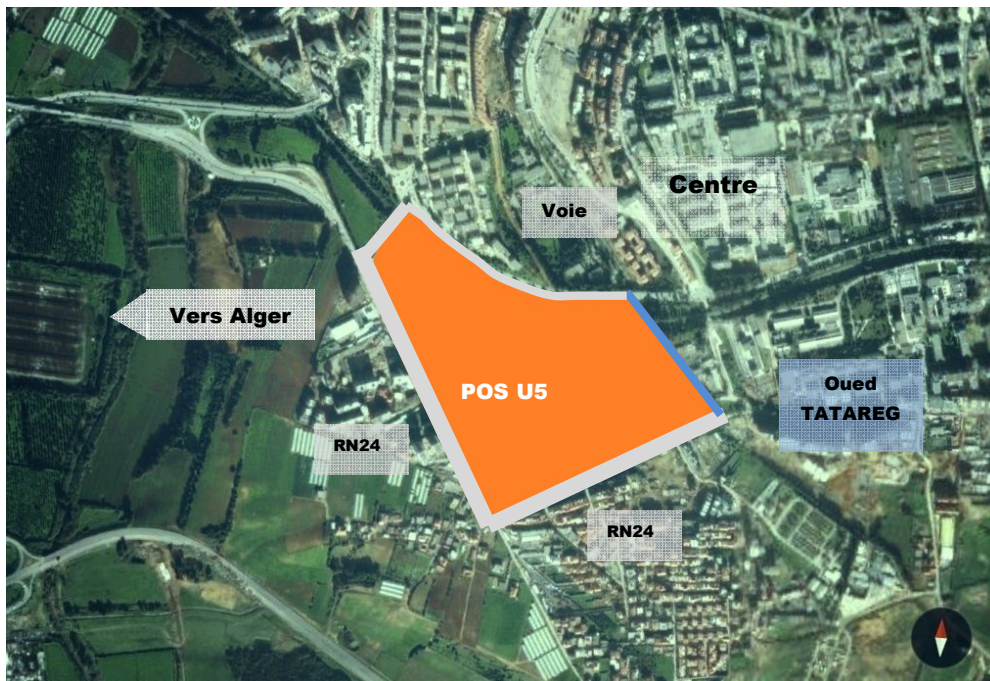 Centre
Voie
Vers Alger
POS U5
Oued
TATAREG
RN24
RN24